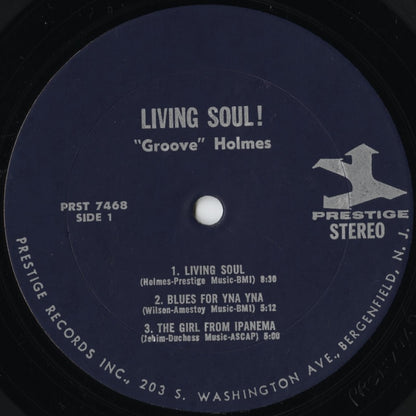 LIVING SOUL!
"Groove" Holmes
PRST 7468
SIDE 1
PRESTIGE
STEREO
1. LIVING SOUL
(Holmes-Prestige Music-BMI) 8:30
2. BLUES FOR YNA YNA
(Wilson-Amestoy Music-BMI) 5:12
3. THE GIRL FROM IPANEMA
(Jobim-Duchess Music-ASCAP) 5:00
PRESTIGE RECORDS INC., 203 S. WASHINGTON AVE., BERGENFIELD, N. J.